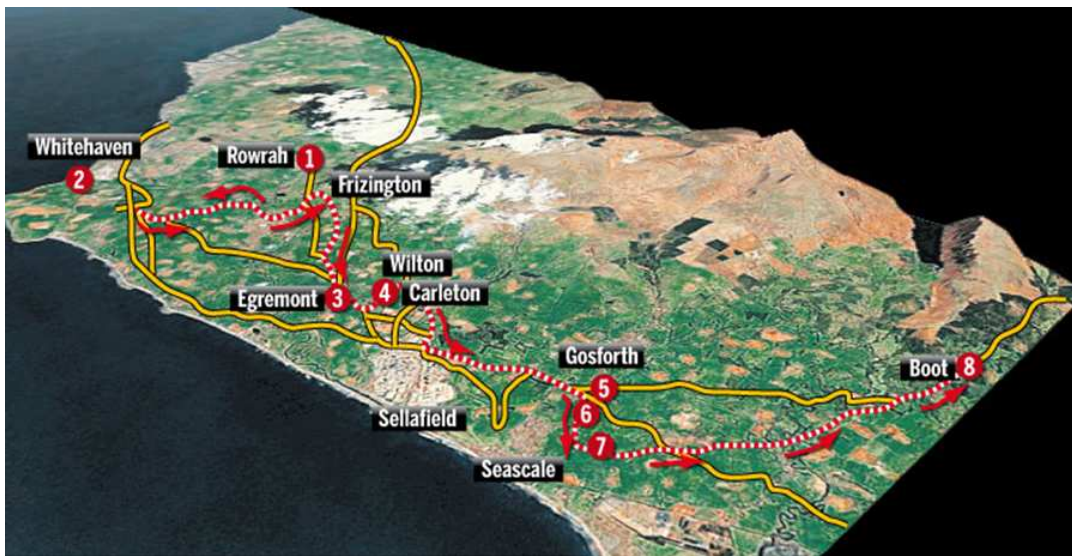 Whitehaven
2
Rowrah 1
Frizington
Wilton
Egremont 3
4 Carleton
Gosforth
5
Boot 8
6
Sellafield
7
Seascale